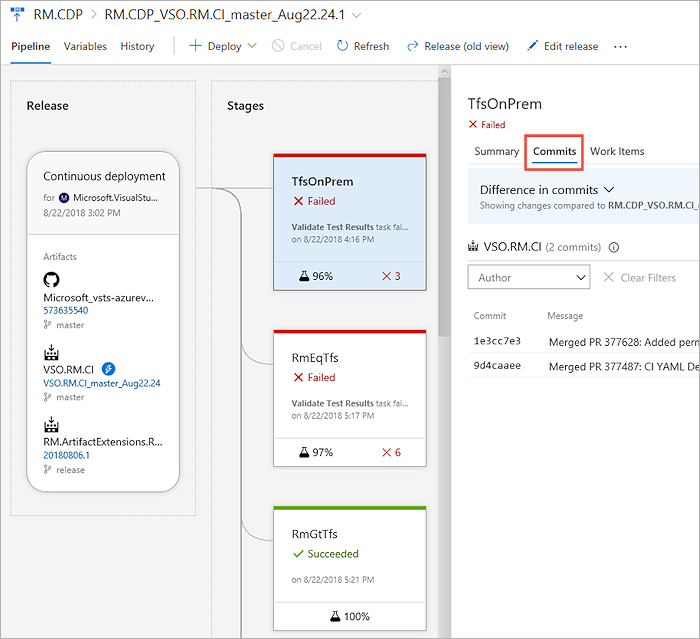 RM.CDP > RM.CDP_VSO.RM.CI_master_Aug22.24.1
Pipeline Variables History + Deploy Cancel Refresh Release (old view) Edit release ...
Release
Continuous deployment
for M Microsoft.VisualStu...
8/22/2018 3:02 PM
Artifacts
Microsoft_vsts-azurev...
573635540
master
VSO.RM.CI
VSO.RM.CI_master_Aug22.24
master
RM.ArtifactExtensions.R...
20180806.1
release
Stages
TfsOnPrem
Failed
Validate Test Results task fai...
on 8/22/2018 4:16 PM
96% 3
RmEqTfs
Failed
Validate Test Results task fai...
on 8/22/2018 5:17 PM
97% 6
RmGtTfs
Succeeded
on 8/22/2018 5:21 PM
100%
TfsOnPrem
Failed
Summary Commits Work Items
Difference in commits
Showing changes compared to RM.CDP_VSO.RM.CI_
VSO.RM.CI (2 commits)
Author Clear Filters
Commit Message
1e3cc7e3 Merged PR 377628: Added perm
9d4caaee Merged PR 377487: CI YAML De